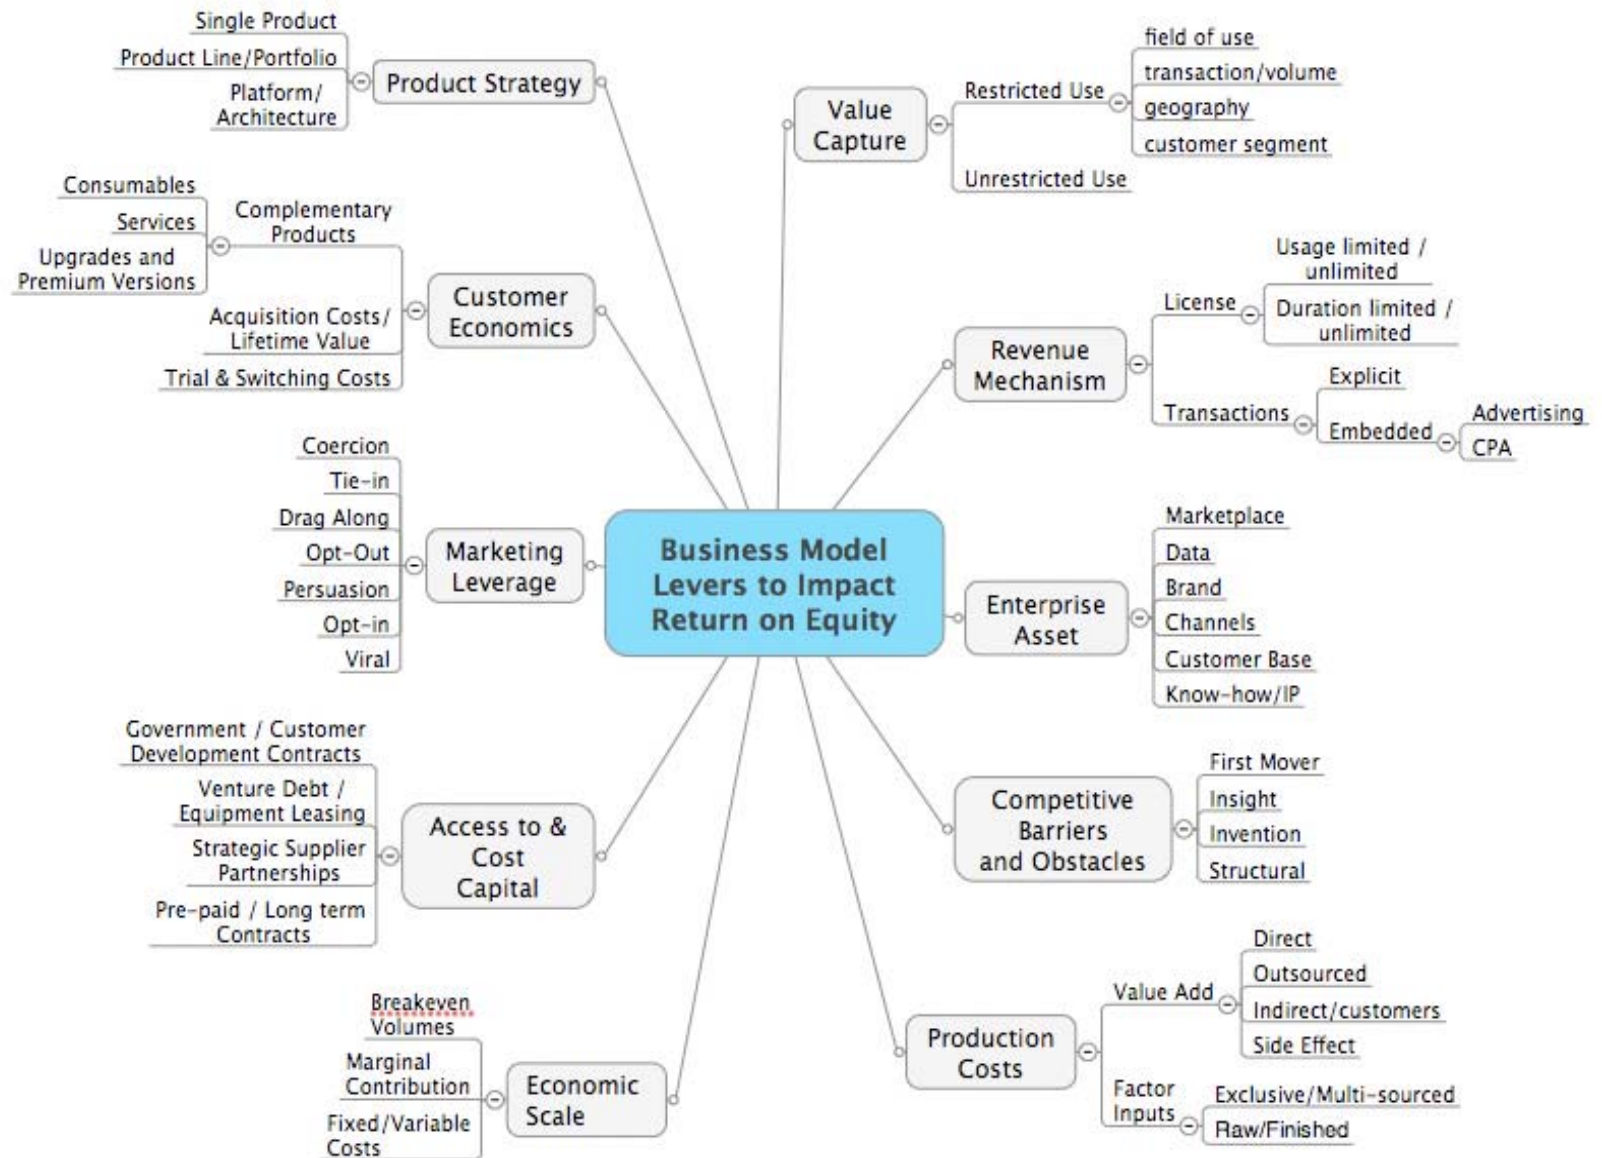 Business Model
Levers to Impact
Return on Equity
Product Strategy
Single Product
Product Line/Portfolio
Platform/
Architecture
Customer
Economics
Complementary
Products
Consumables
Services
Upgrades and
Premium Versions
Acquisition Costs/
Lifetime Value
Trial & Switching Costs
Marketing
Leverage
Coercion
Tie-in
Drag Along
Opt-Out
Persuasion
Opt-in
Viral
Access to &
Cost
Capital
Government / Customer
Development Contracts
Venture Debt /
Equipment Leasing
Strategic Supplier
Partnerships
Pre-paid / Long term
Contracts
Economic
Scale
Breakeven
Volumes
Marginal
Contribution
Fixed/Variable
Costs
Value
Capture
Restricted Use
field of use
transaction/volume
geography
customer segment
Unrestricted Use
Revenue
Mechanism
License
Usage limited /
unlimited
Duration limited /
unlimited
Transactions
Explicit
Embedded
Advertising
CPA
Enterprise
Asset
Marketplace
Data
Brand
Channels
Customer Base
Know-how/IP
Competitive
Barriers
and Obstacles
First Mover
Insight
Invention
Structural
Production
Costs
Value Add
Direct
Outsourced
Indirect/customers
Side Effect
Factor
Inputs
Exclusive/Multi-sourced
Raw/Finished